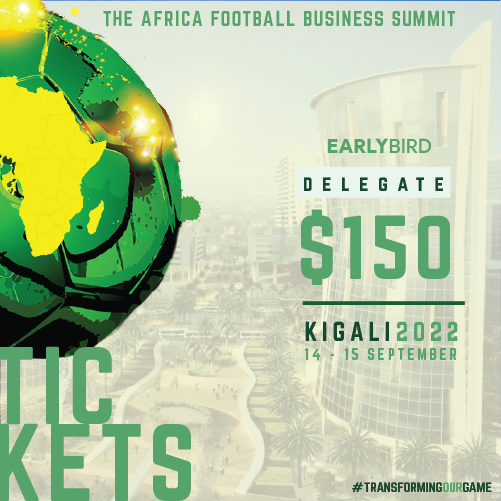 THE AFRICA FOOTBALL BUSINESS SUMMIT
EARLYBIRD
DELEGATE
$150
KIGALI2022
14 - 15 SEPTEMBER
TIC
KETS
#TRANSFORMINGOURGAME